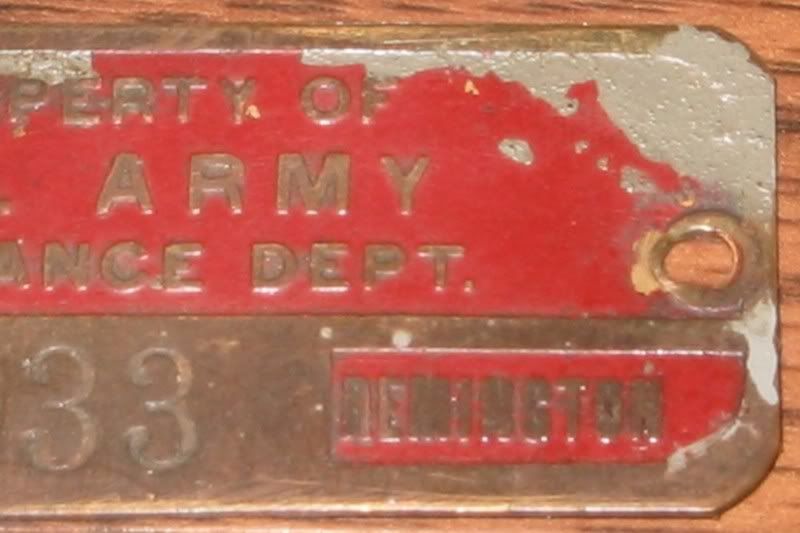 PERTY OF
. ARMY
ANCE DEPT.
33
REMINGTON